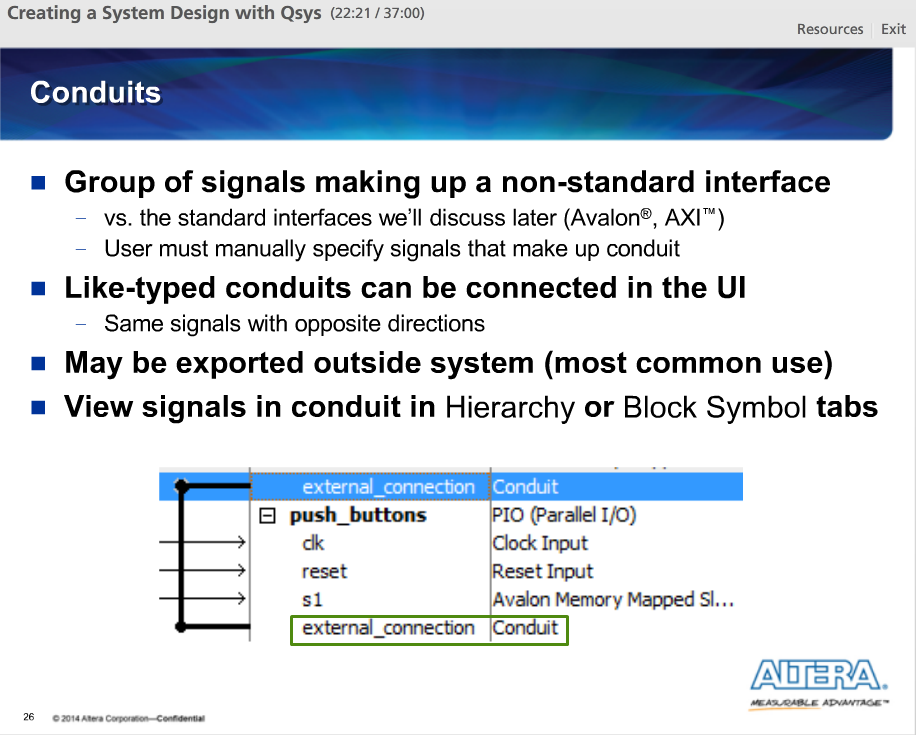 Creating a System Design with Qsys (22:21 / 37:00)
Resources Exit
Conduits
Group of signals making up a non-standard interface
– vs. the standard interfaces we'll discuss later (Avalon®, AXI™)
– User must manually specify signals that make up conduit
Like-typed conduits can be connected in the UI
– Same signals with opposite directions
May be exported outside system (most common use)
View signals in conduit in Hierarchy or Block Symbol tabs
external_connection Conduit
push_buttons PIO (Parallel I/O)
clk Clock Input
reset Reset Input
s1 Avalon Memory Mapped Sl...
external_connection Conduit
ALTERA®
MEASURABLE ADVANTAGE™
26 © 2014 Altera Corporation—Confidential